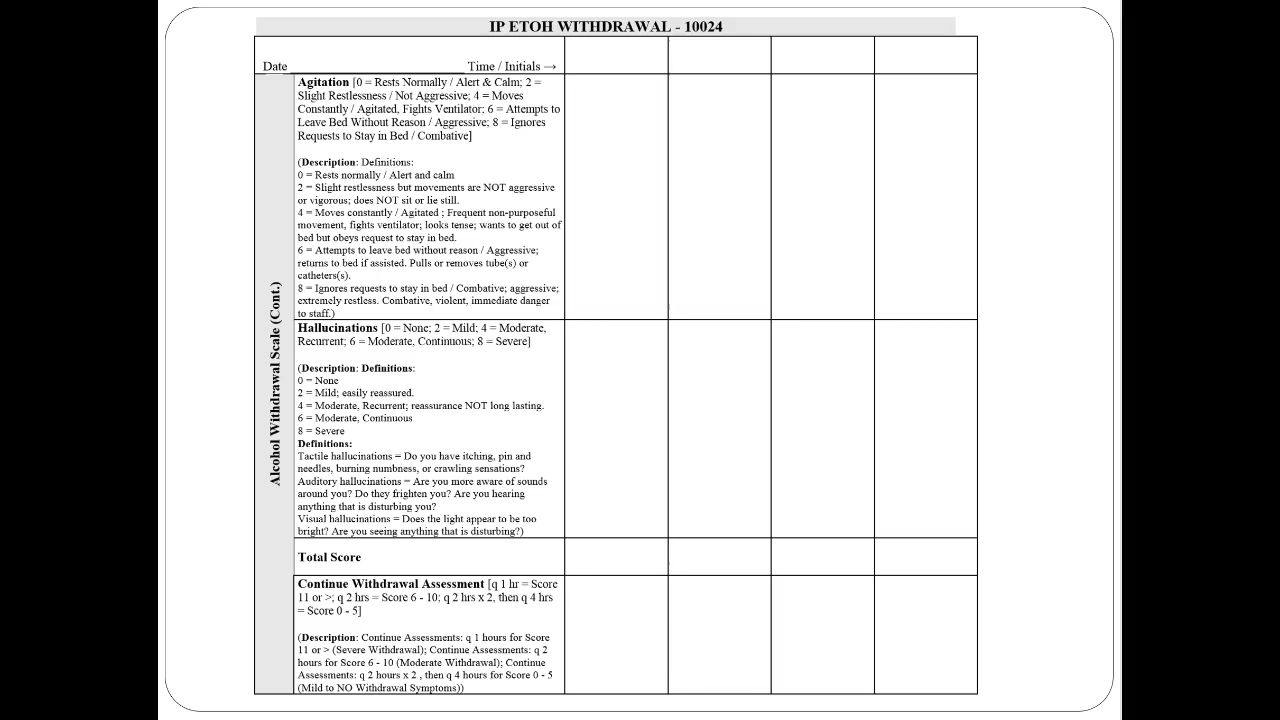 IP ETOH WITHDRAWAL - 10024
Date Time / Initials →
Alcohol Withdrawal Scale (Cont.)
Agitation [0 = Rests Normally / Alert & Calm; 2 =
Slight Restlessness / Not Aggressive; 4 = Moves
Constantly / Agitated, Fights Ventilator; 6 = Attempts to
Leave Bed Without Reason / Aggressive; 8 = Ignores
Requests to Stay in Bed / Combative]
(Description: Definitions:
0 = Rests normally / Alert and calm
2 = Slight restlessness but movements are NOT aggressive
or vigorous; does NOT sit or lie still.
4 = Moves constantly / Agitated ; Frequent non-purposeful
movement, fights ventilator; looks tense; wants to get out of
bed but obeys request to stay in bed.
6 = Attempts to leave bed without reason / Aggressive;
returns to bed if assisted. Pulls or removes tube(s) or
catheters(s).
8 = Ignores requests to stay in bed / Combative; aggressive;
extremely restless. Combative, violent, immediate danger
to staff.)
Hallucinations [0 = None; 2 = Mild; 4 = Moderate,
Recurrent; 6 = Moderate, Continuous; 8 = Severe]
(Description: Definitions:
0 = None
2 = Mild; easily reassured.
4 = Moderate, Recurrent; reassurance NOT long lasting.
6 = Moderate, Continuous
8 = Severe
Definitions:
Tactile hallucinations = Do you have itching, pin and
needles, burning numbness, or crawling sensations?
Auditory hallucinations = Are you more aware of sounds
around you? Do they frighten you? Are you hearing
anything that is disturbing you?
Visual hallucinations = Does the light appear to be too
bright? Are you seeing anything that is disturbing?)
Total Score
Continue Withdrawal Assessment [q 1 hr = Score
11 or >; q 2 hrs = Score 6 - 10; q 2 hrs x 2, then q 4 hrs
= Score 0 - 5]
(Description: Continue Assessments: q 1 hours for Score
11 or > (Severe Withdrawal); Continue Assessments: q 2
hours for Score 6 - 10 (Moderate Withdrawal); Continue
Assessments: q 2 hours x 2 , then q 4 hours for Score 0 - 5
(Mild to NO Withdrawal Symptoms))